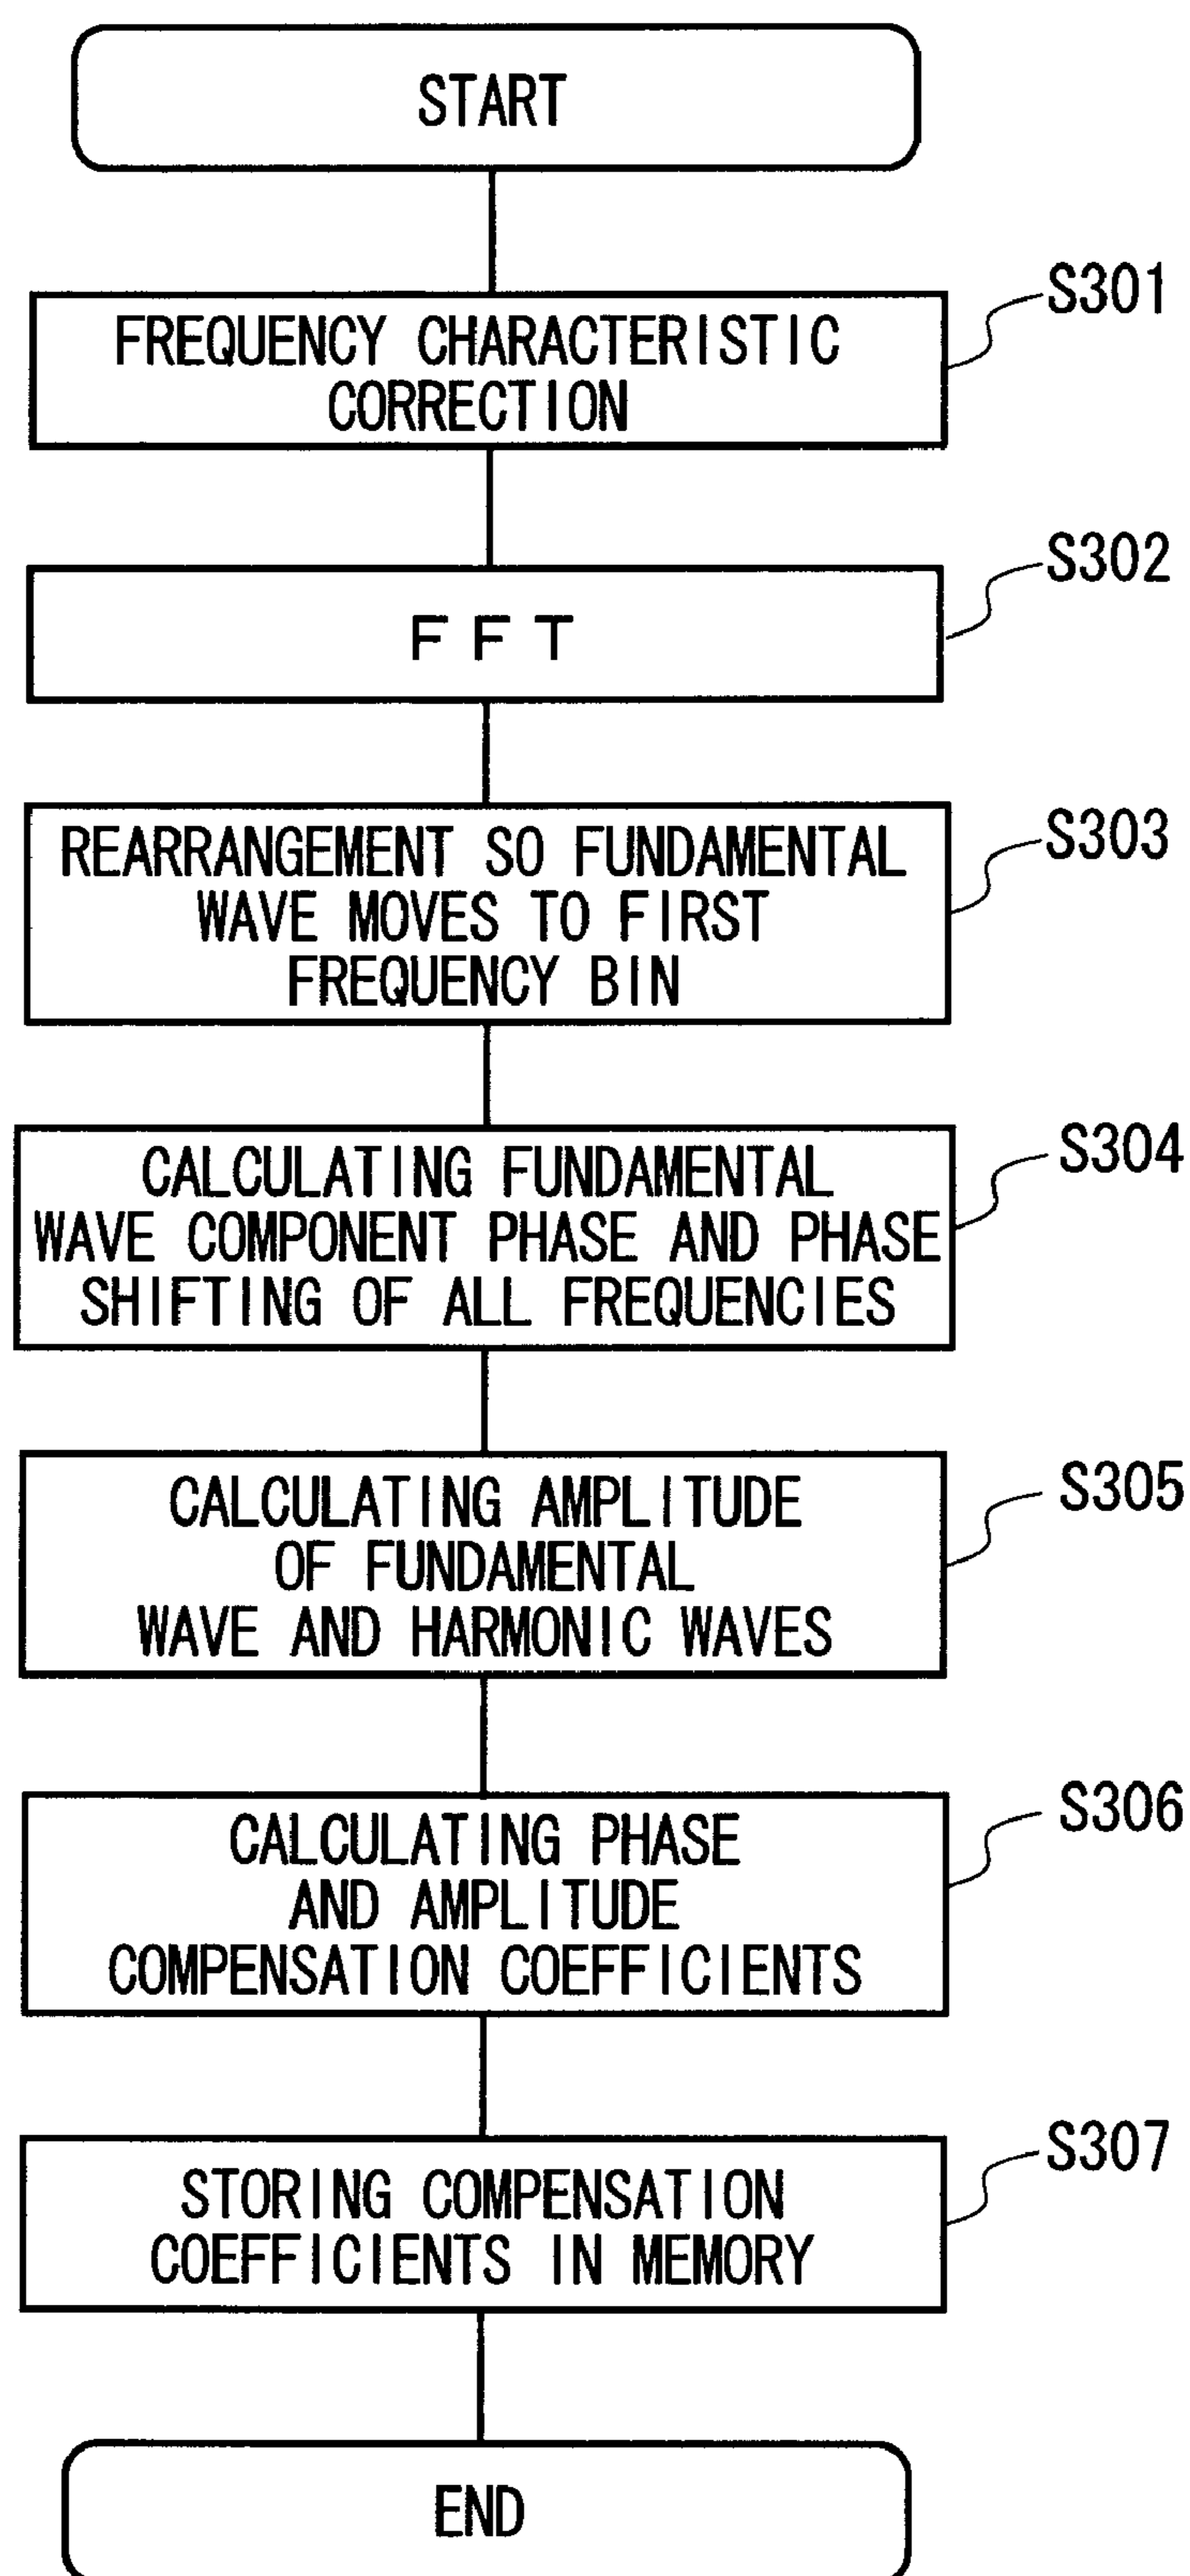 START
S301
FREQUENCY CHARACTERISTIC
CORRECTION
S302
FFT
S303
REARRANGEMENT SO FUNDAMENTAL
WAVE MOVES TO FIRST
FREQUENCY BIN
S304
CALCULATING FUNDAMENTAL
WAVE COMPONENT PHASE AND PHASE
SHIFTING OF ALL FREQUENCIES
S305
CALCULATING AMPLITUDE
OF FUNDAMENTAL
WAVE AND HARMONIC WAVES
S306
CALCULATING PHASE
AND AMPLITUDE
COMPENSATION COEFFICIENTS
S307
STORING COMPENSATION
COEFFICIENTS IN MEMORY
END